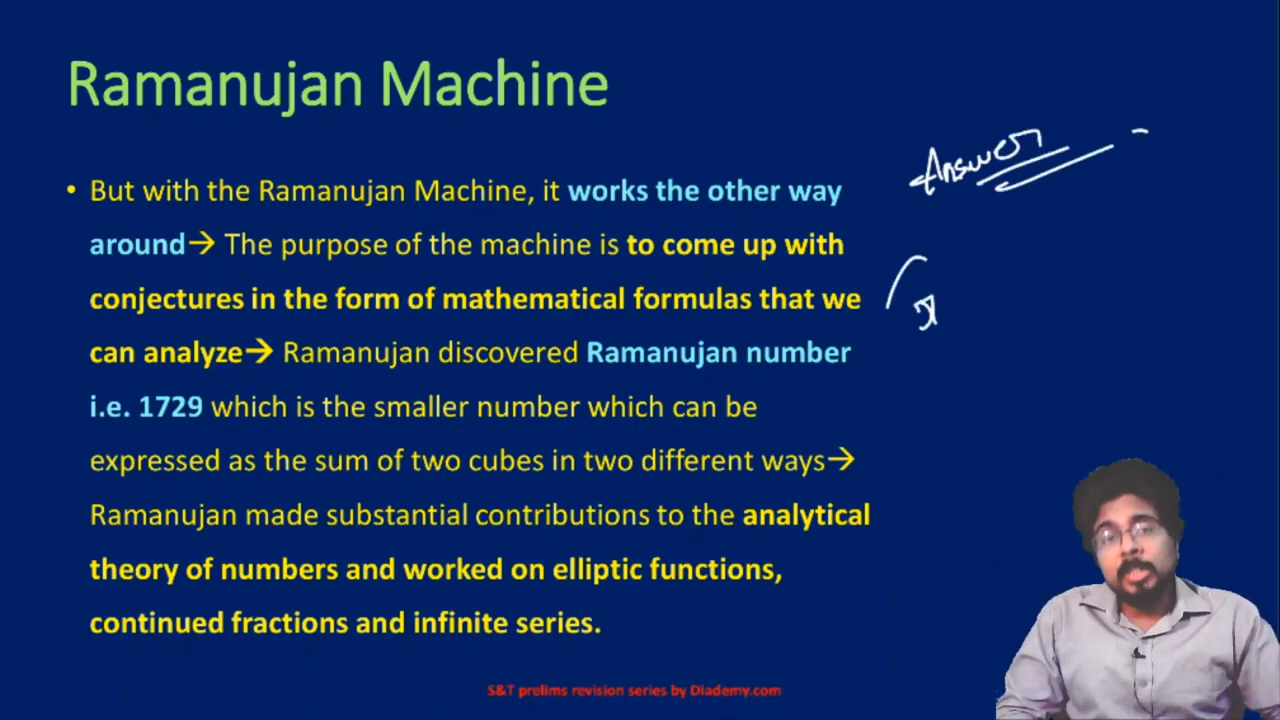 Ramanujan Machine
• But with the Ramanujan Machine, it works the other way
around→ The purpose of the machine is to come up with
conjectures in the form of mathematical formulas that we
can analyze→ Ramanujan discovered Ramanujan number
i.e. 1729 which is the smaller number which can be
expressed as the sum of two cubes in two different ways→
Ramanujan made substantial contributions to the analytical
theory of numbers and worked on elliptic functions,
continued fractions and infinite series.
Answer
S&T prelims revision series by Diademy.com